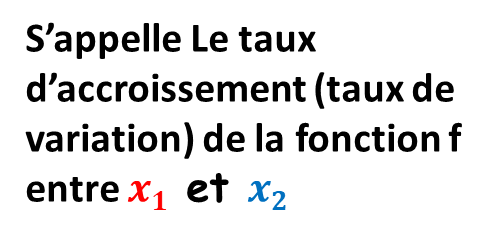 S’appelle Le taux
d’accroissement (taux de
variation) de la fonction f
entre x₁ et x₂